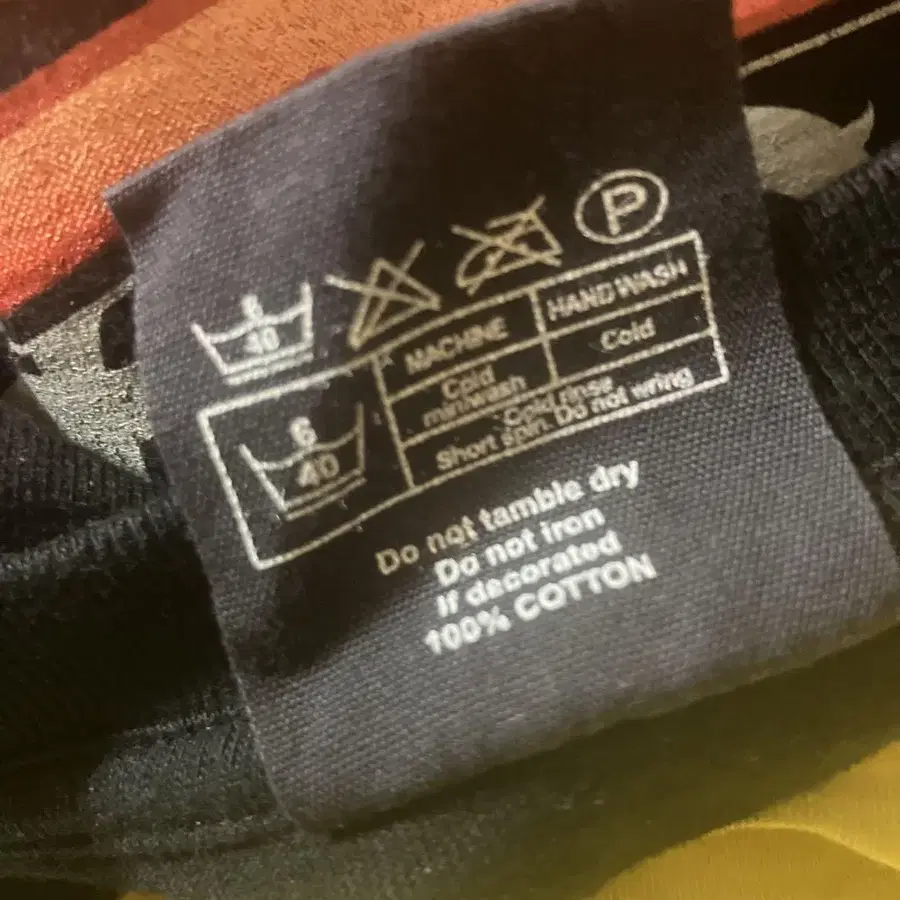 P
6
40
MACHINE HAND WASH
Cold miniwash Cold
6
40
Cold rinse
Short spin. Do not wring
Do not tamble dry
Do not iron
If decorated
100% COTTON